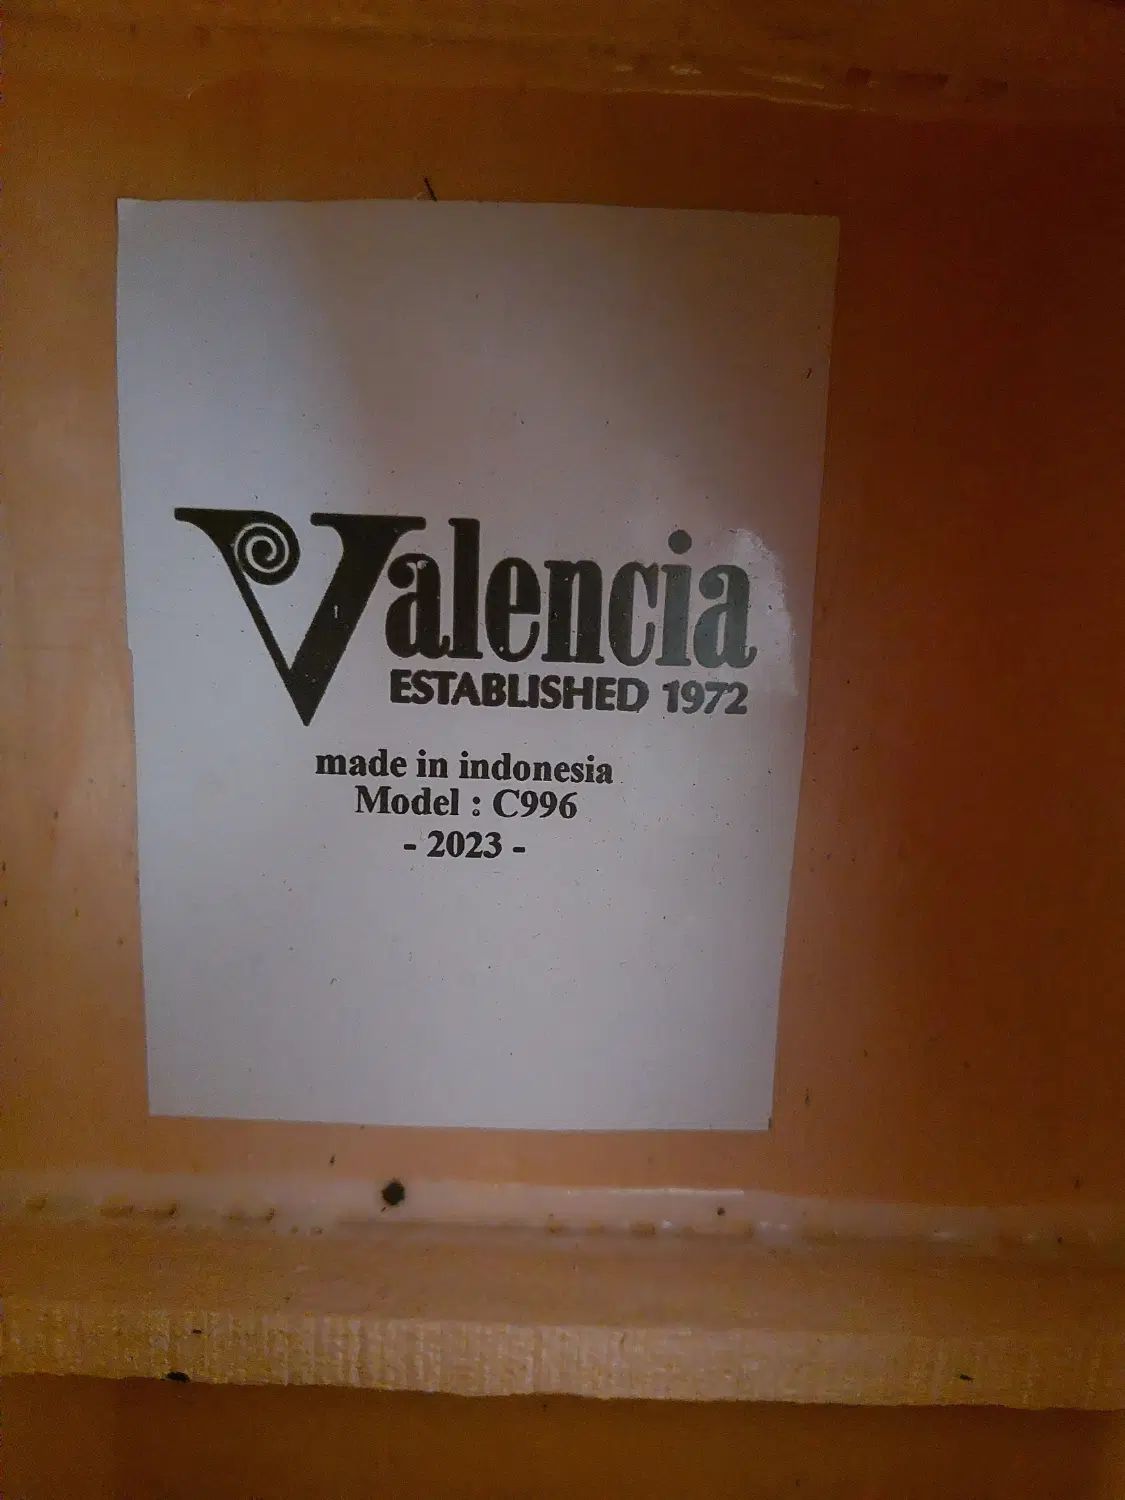 Valencia
ESTABLISHED 1972
made in indonesia
Model : C996
- 2023 -